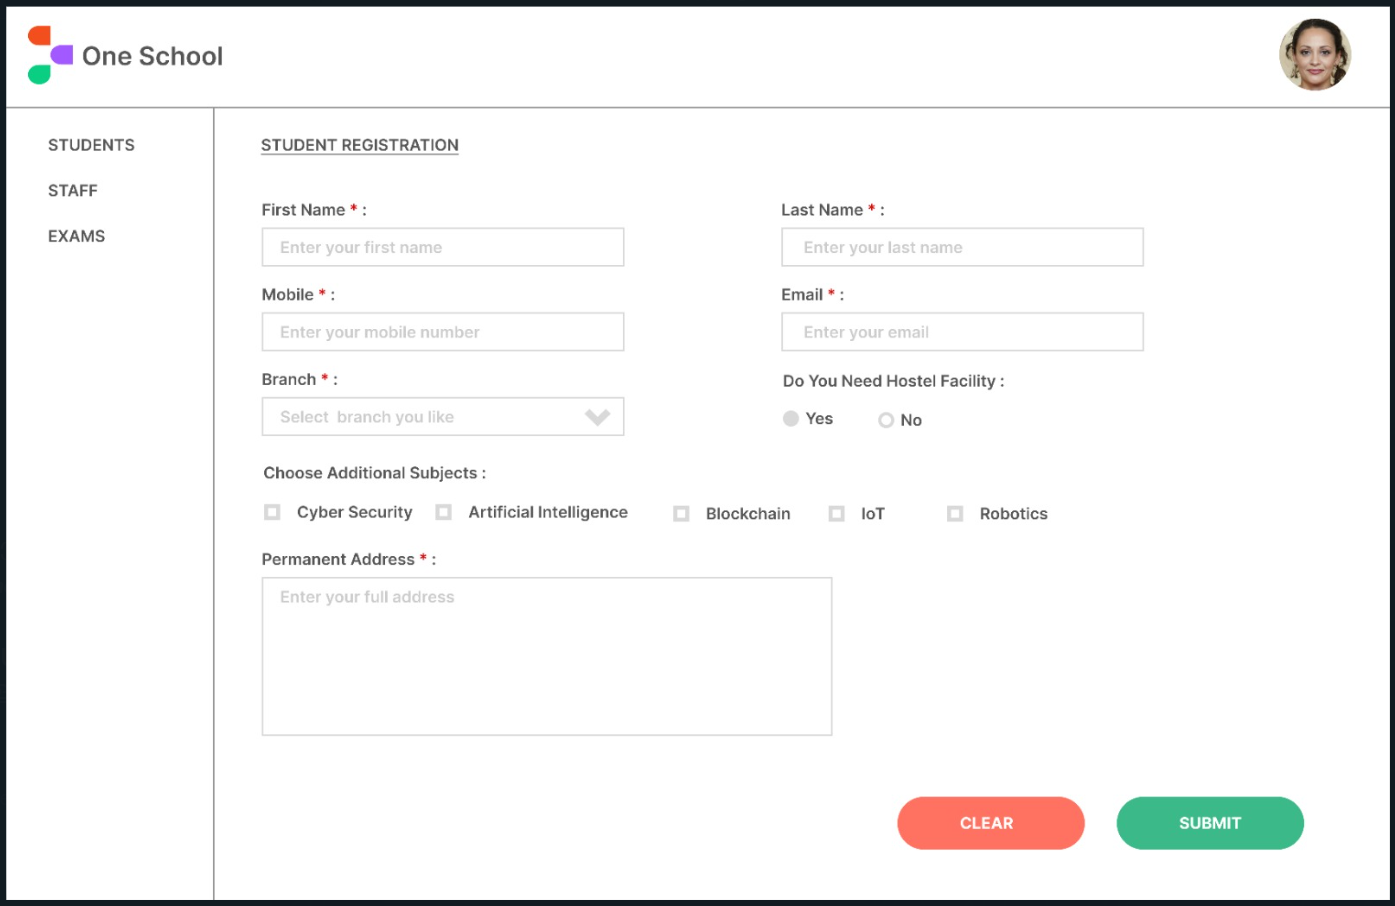 One School
STUDENTS
STAFF
EXAMS
STUDENT REGISTRATION
First Name * :
Last Name * :
Enter your first name
Enter your last name
Mobile * :
Email * :
Enter your mobile number
Enter your email
Branch * :
Do You Need Hostel Facility :
Select  branch you like
Yes
No
Choose Additional Subjects :
Cyber Security
Artificial Intelligence
Blockchain
IoT
Robotics
Permanent Address * :
Enter your full address
CLEAR
SUBMIT